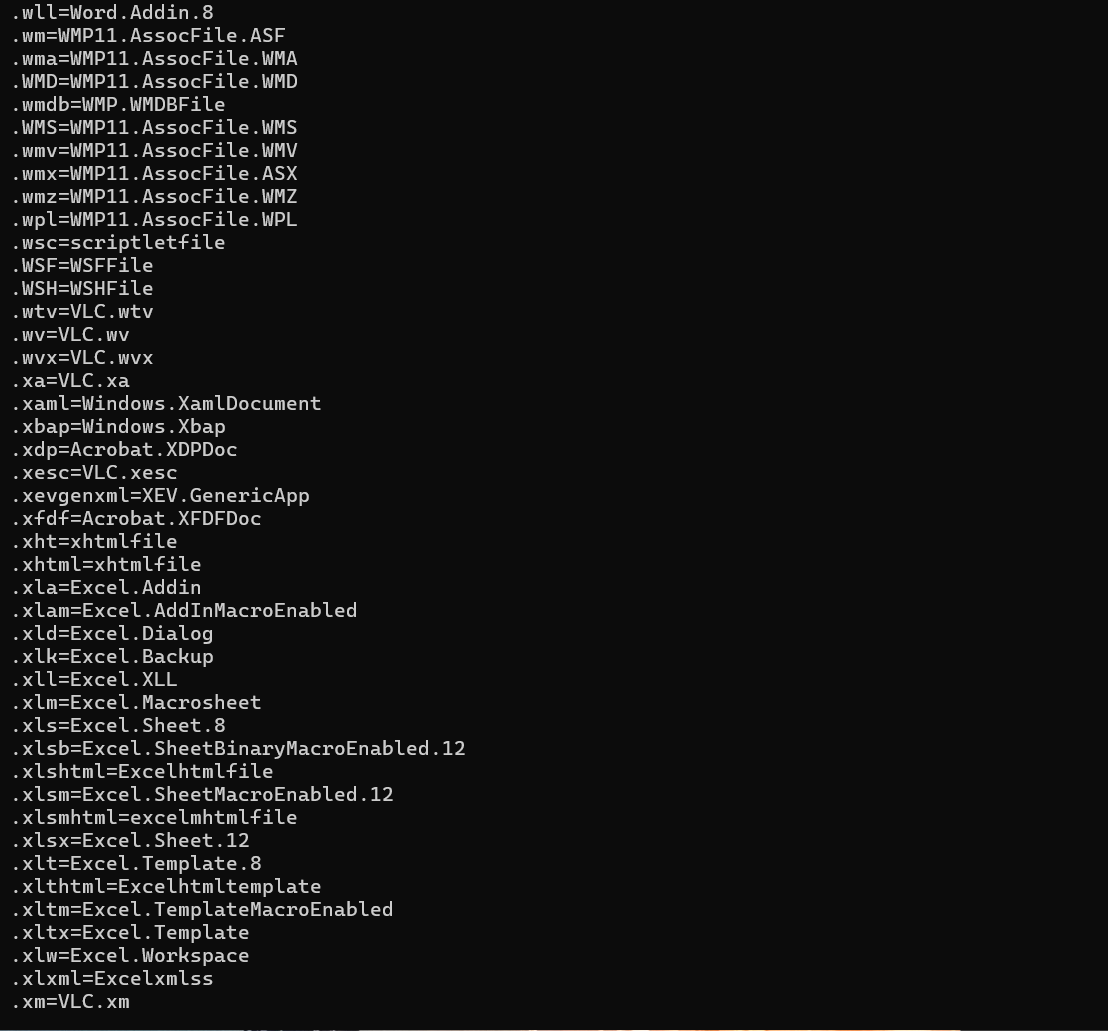 .wll=Word.Addin.8
.wm=WMP11.AssocFile.ASF
.wma=WMP11.AssocFile.WMA
.WMD=WMP11.AssocFile.WMD
.wmdb=WMP.WMDBFile
.WMS=WMP11.AssocFile.WMS
.wmv=WMP11.AssocFile.WMV
.wmx=WMP11.AssocFile.ASX
.wmz=WMP11.AssocFile.WMZ
.wpl=WMP11.AssocFile.WPL
.wsc=scriptletfile
.WSF=WSFFile
.WSH=WSHFile
.wtv=VLC.wtv
.wv=VLC.wv
.wvx=VLC.wvx
.xa=VLC.xa
.xaml=Windows.XamlDocument
.xbap=Windows.Xbap
.xdp=Acrobat.XDPDoc
.xesc=VLC.xesc
.xevgenxml=XEV.GenericApp
.xfdf=Acrobat.XFDFDoc
.xht=xhtmlfile
.xhtml=xhtmlfile
.xla=Excel.Addin
.xlam=Excel.AddInMacroEnabled
.xld=Excel.Dialog
.xlk=Excel.Backup
.xll=Excel.XLL
.xlm=Excel.Macrosheet
.xls=Excel.Sheet.8
.xlsb=Excel.SheetBinaryMacroEnabled.12
.xlshtml=Excelhtmlfile
.xlsm=Excel.SheetMacroEnabled.12
.xlsmhtml=excelmhtmlfile
.xlsx=Excel.Sheet.12
.xlt=Excel.Template.8
.xlthtml=Excelhtmltemplate
.xltm=Excel.TemplateMacroEnabled
.xltx=Excel.Template
.xlw=Excel.Workspace
.xlxml=Excelxmlss
.xm=VLC.xm